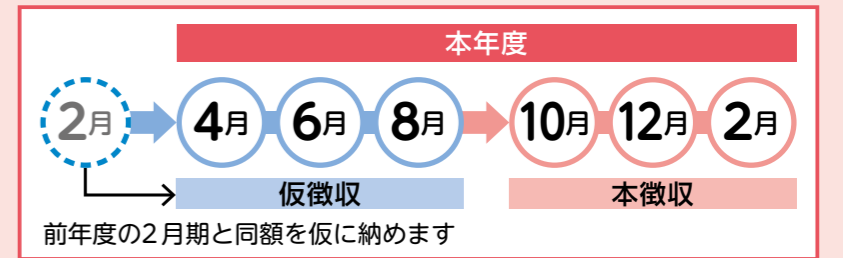 本年度
2月 4月 6月 8月 10月 12月 2月
仮徴収 本徴収
前年度の2月期と同額を仮に納めます